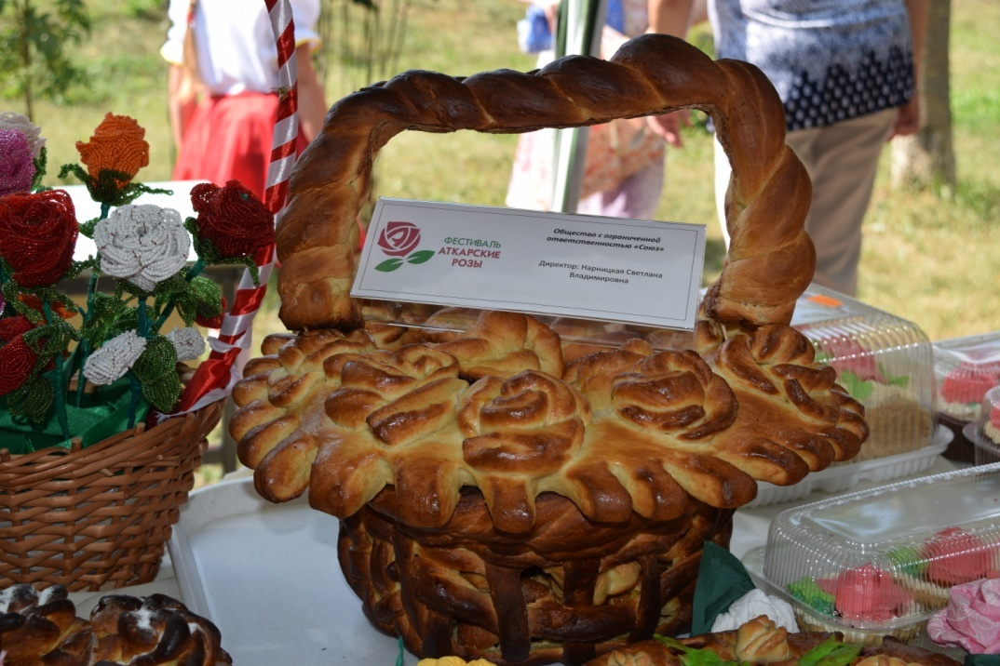 ФЕСТИВАЛЬ
АТКАРСКИЕ
РОЗЫ
Общество с ограниченной
ответственностью «Союз»
Директор: Нарницкая Светлана
Владимировна